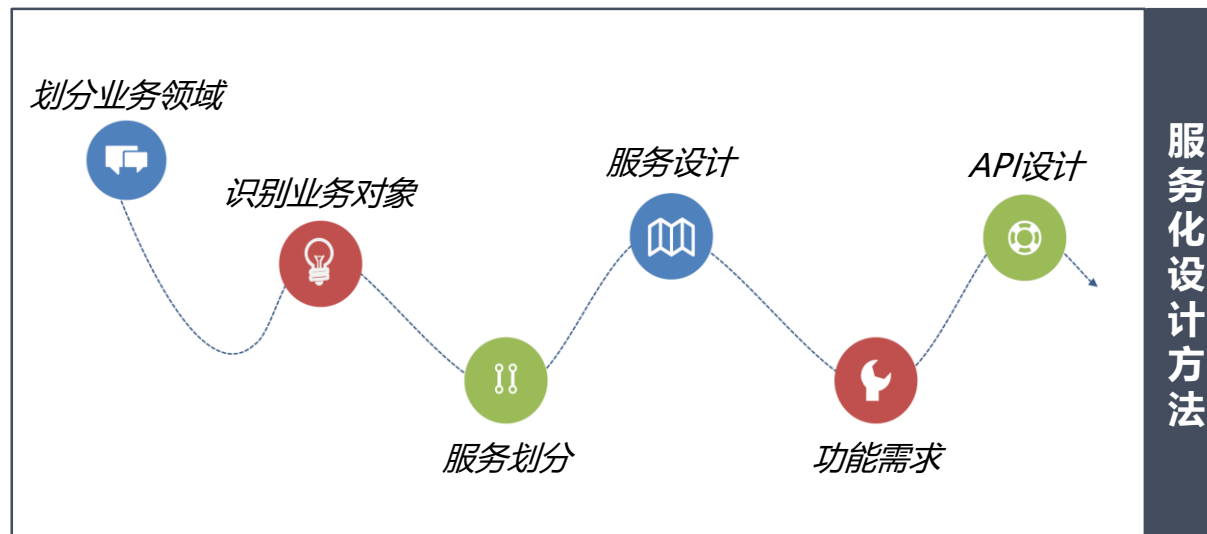 划分业务领域
识别业务对象
服务划分
服务设计
功能需求
API设计
服务化设计方法